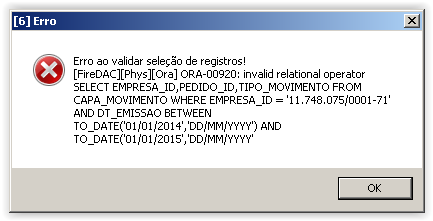 [6] Erro
Erro ao validar seleção de registros!
[FireDAC][Phys][Ora] ORA-00920: invalid relational operator
SELECT EMPRESA_ID,PEDIDO_ID,TIPO_MOVIMENTO FROM
CAPA_MOVIMENTO WHERE EMPRESA_ID = '11.748.075/0001-71'
AND DT_EMISSAO BETWEEN
TO_DATE('01/01/2014','DD/MM/YYYY') AND
TO_DATE('01/01/2015','DD/MM/YYYY'
OK